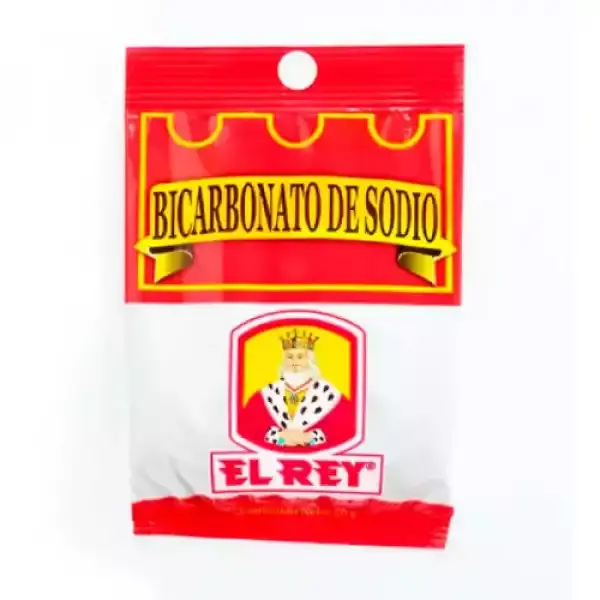 BICARBONATO DE SODIO
EL REY®